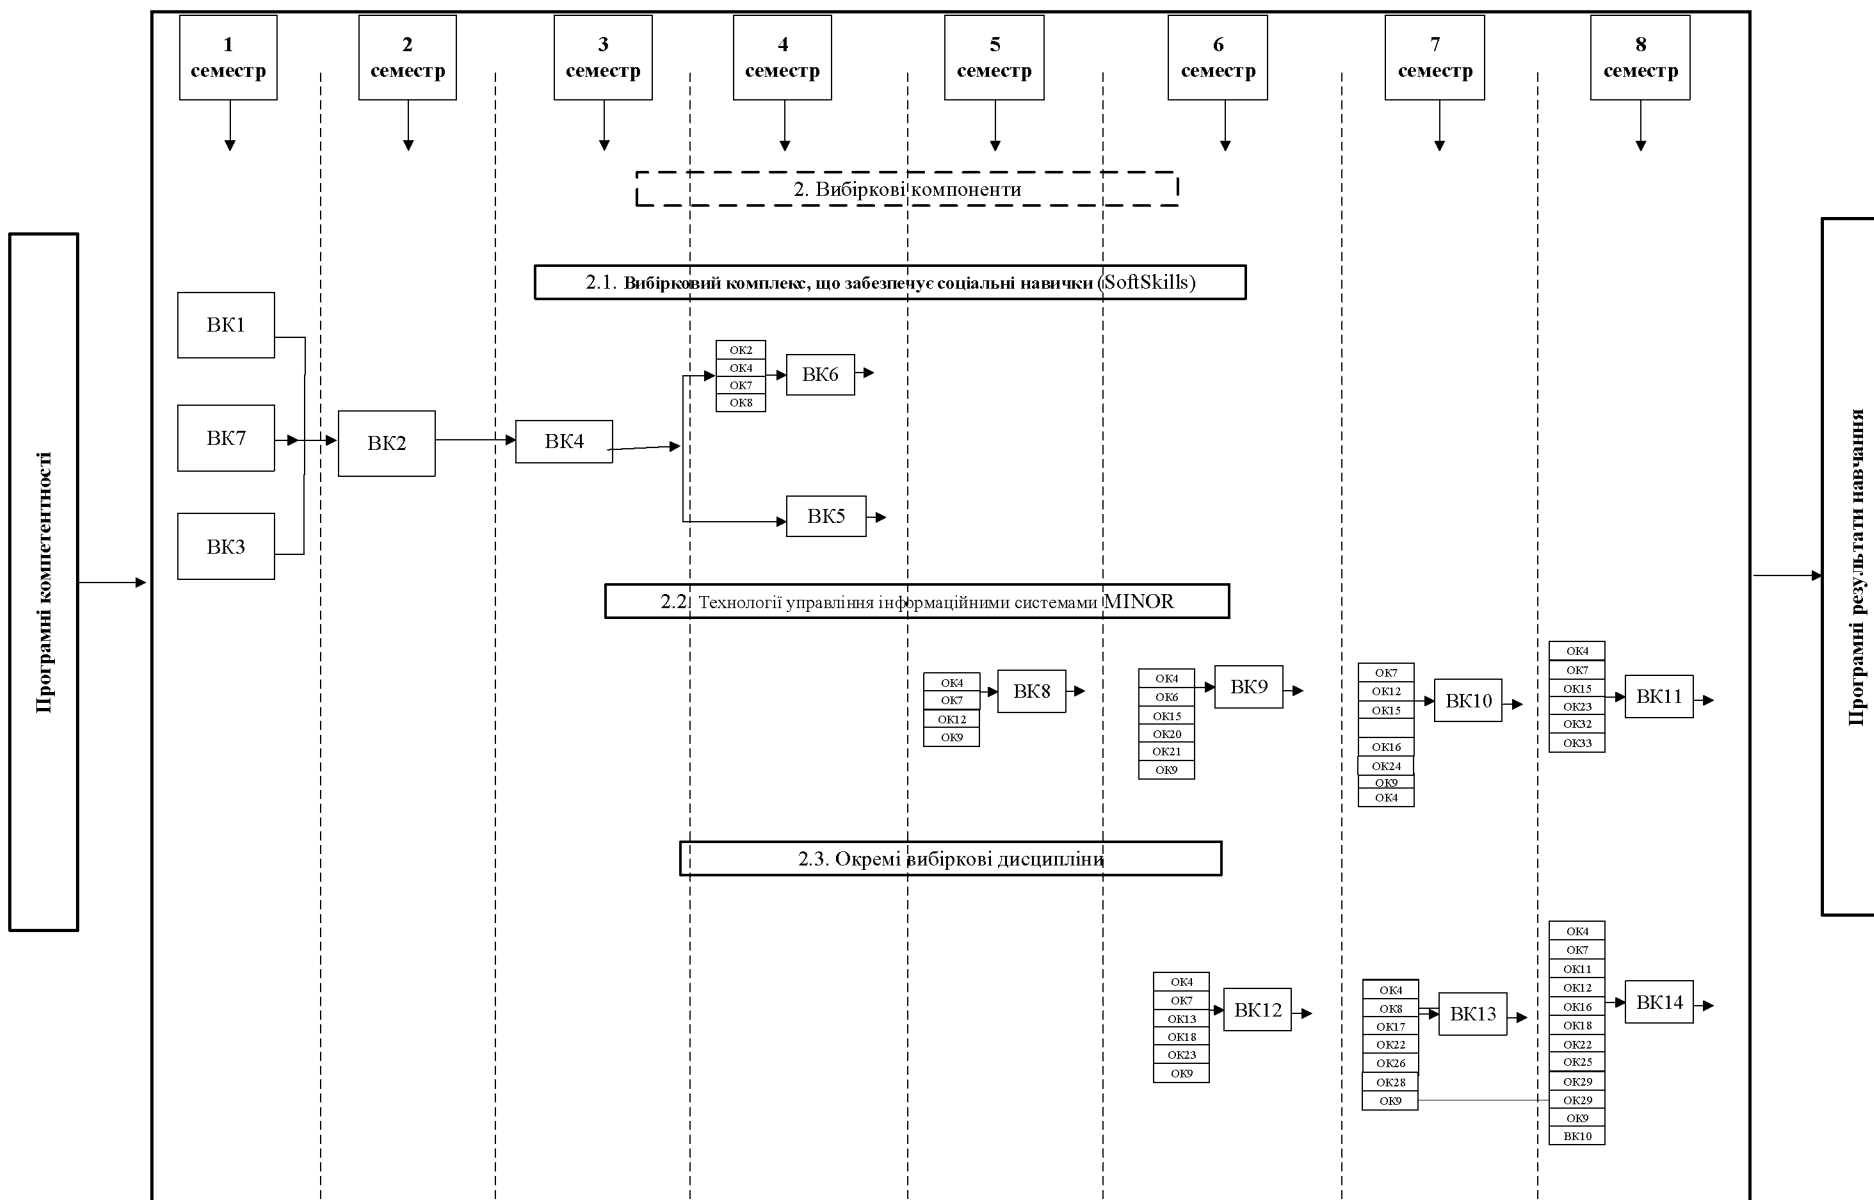 1
семестр
2
семестр
3
семестр
4
семестр
5
семестр
6
семестр
7
семестр
8
семестр
2. Вибіркові компоненти
Програмні компетентності
Програмні результати навчання
2.1. Вибірковий комплекс, що забезпечує соціальні навички (SoftSkills)
ВК1
ВК7
ВК3
ВК2
ВК4
ОК2
ОК4
ОК7
ОК8
ВК6
ВК5
2.2. Технології управління інформаційними системами MINOR
ОК4
ОК7
ОК12
ОК9
ВК8
ОК4
ОК6
ОК15
ОК20
ОК21
ОК9
ВК9
ОК7
ОК12
ОК15
ОК16
ОК24
ОК9
ОК4
ВК10
ОК4
ОК7
ОК15
ОК23
ОК32
ОК33
ВК11
2.3. Окремі вибіркові дисципліни
ОК4
ОК7
ОК13
ОК18
ОК23
ОК9
ВК12
ОК4
ОК8
ОК17
ОК22
ОК26
ОК28
ОК9
ВК13
ОК4
ОК7
ОК11
ОК12
ОК16
ОК18
ОК22
ОК25
ОК29
ОК29
ОК9
ВК10
ВК14